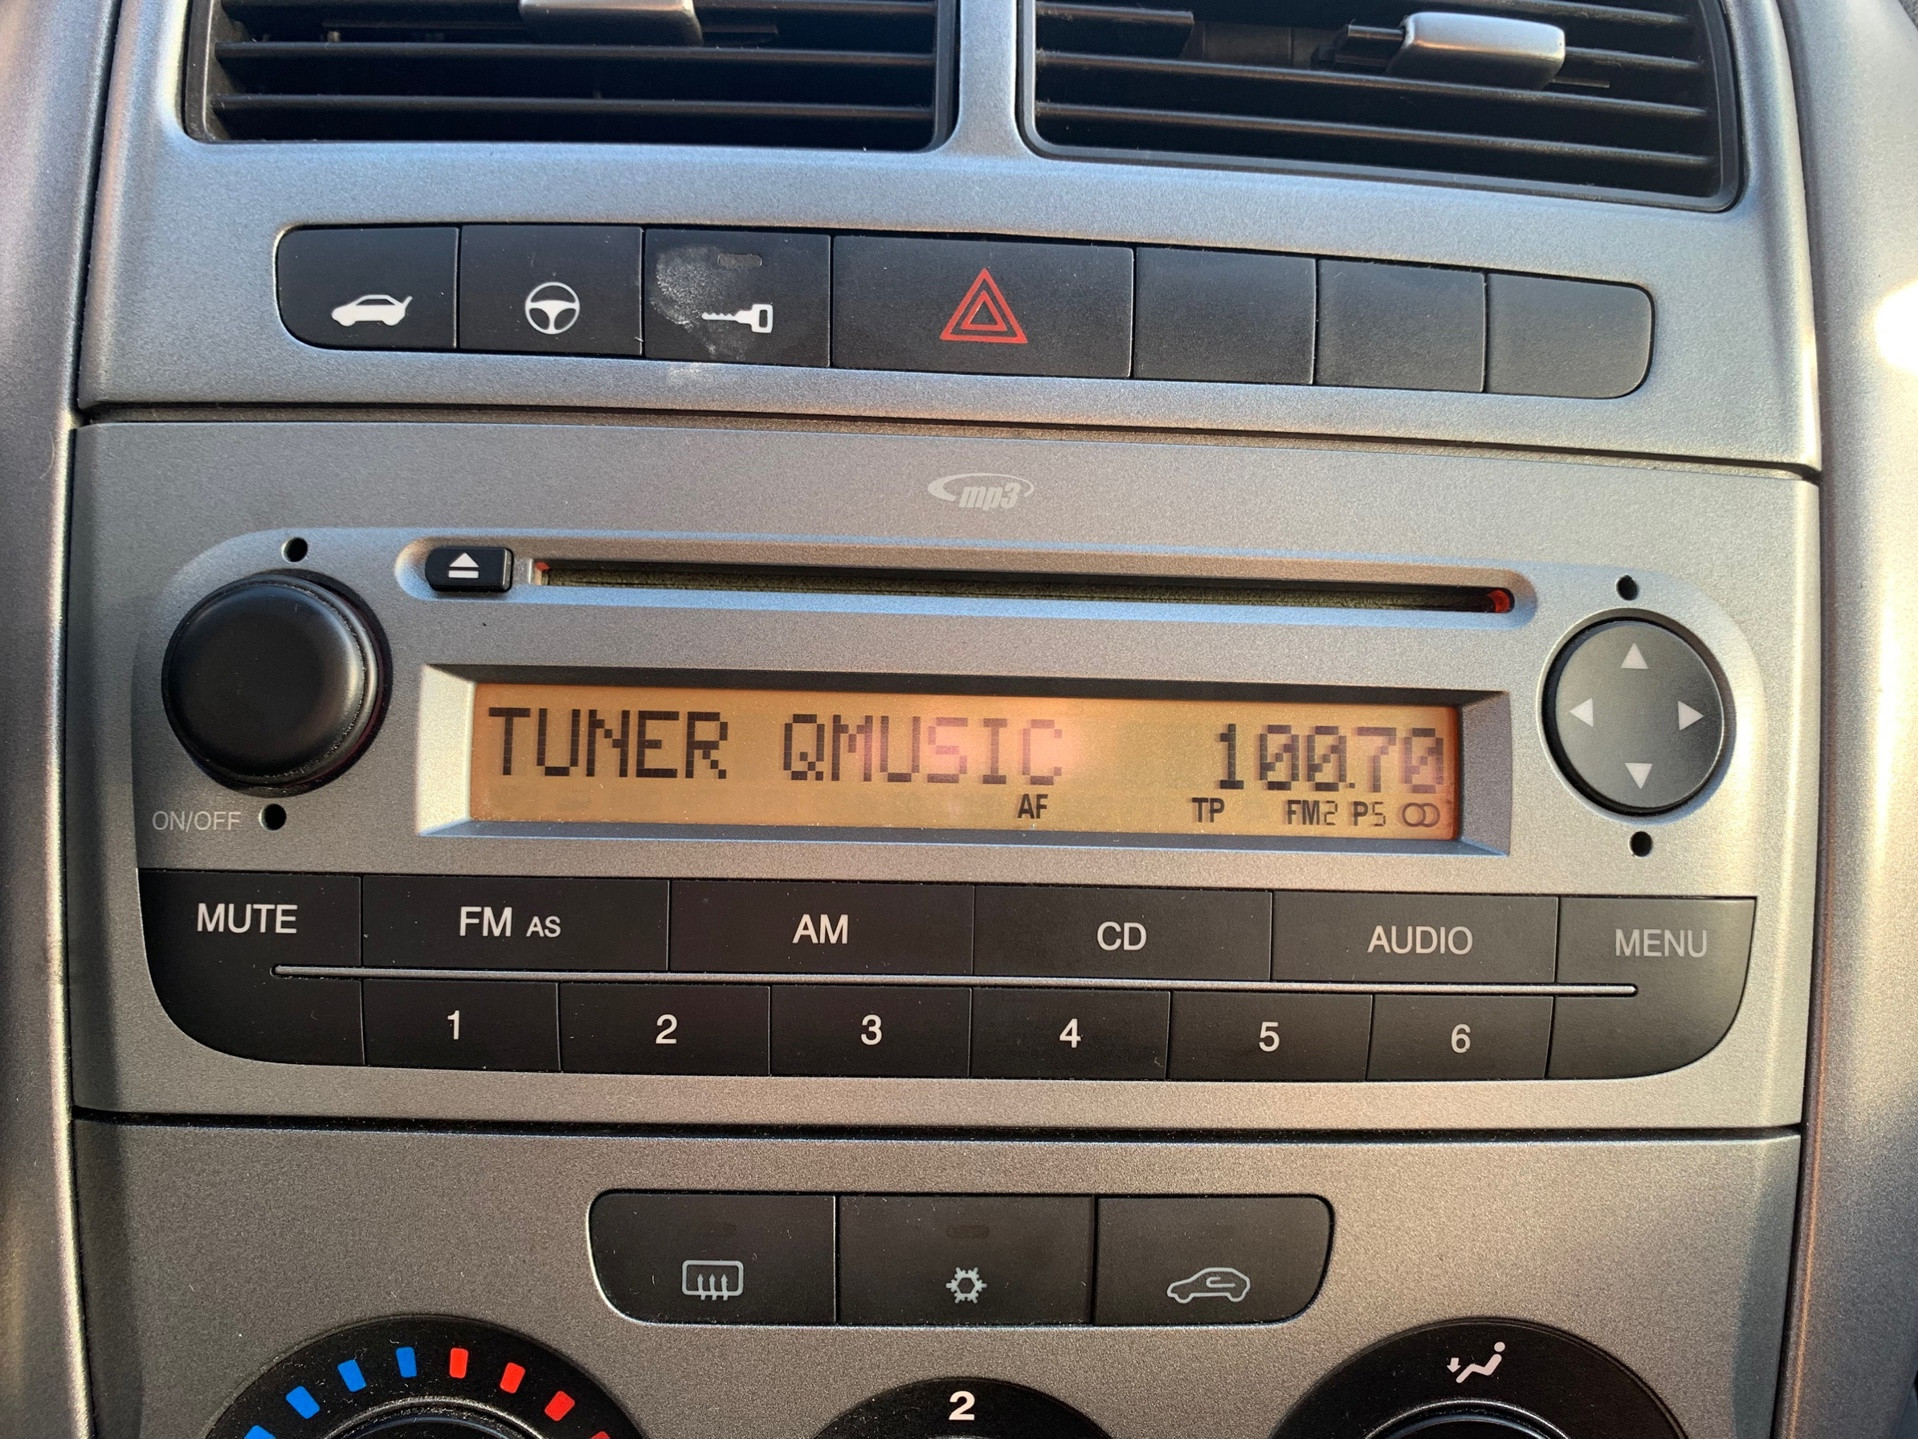 mp3
TUNER QMUSIC 100.70
AF TP FM2 P5
ON/OFF
MUTE FM AS AM CD AUDIO MENU
1 2 3 4 5 6
2